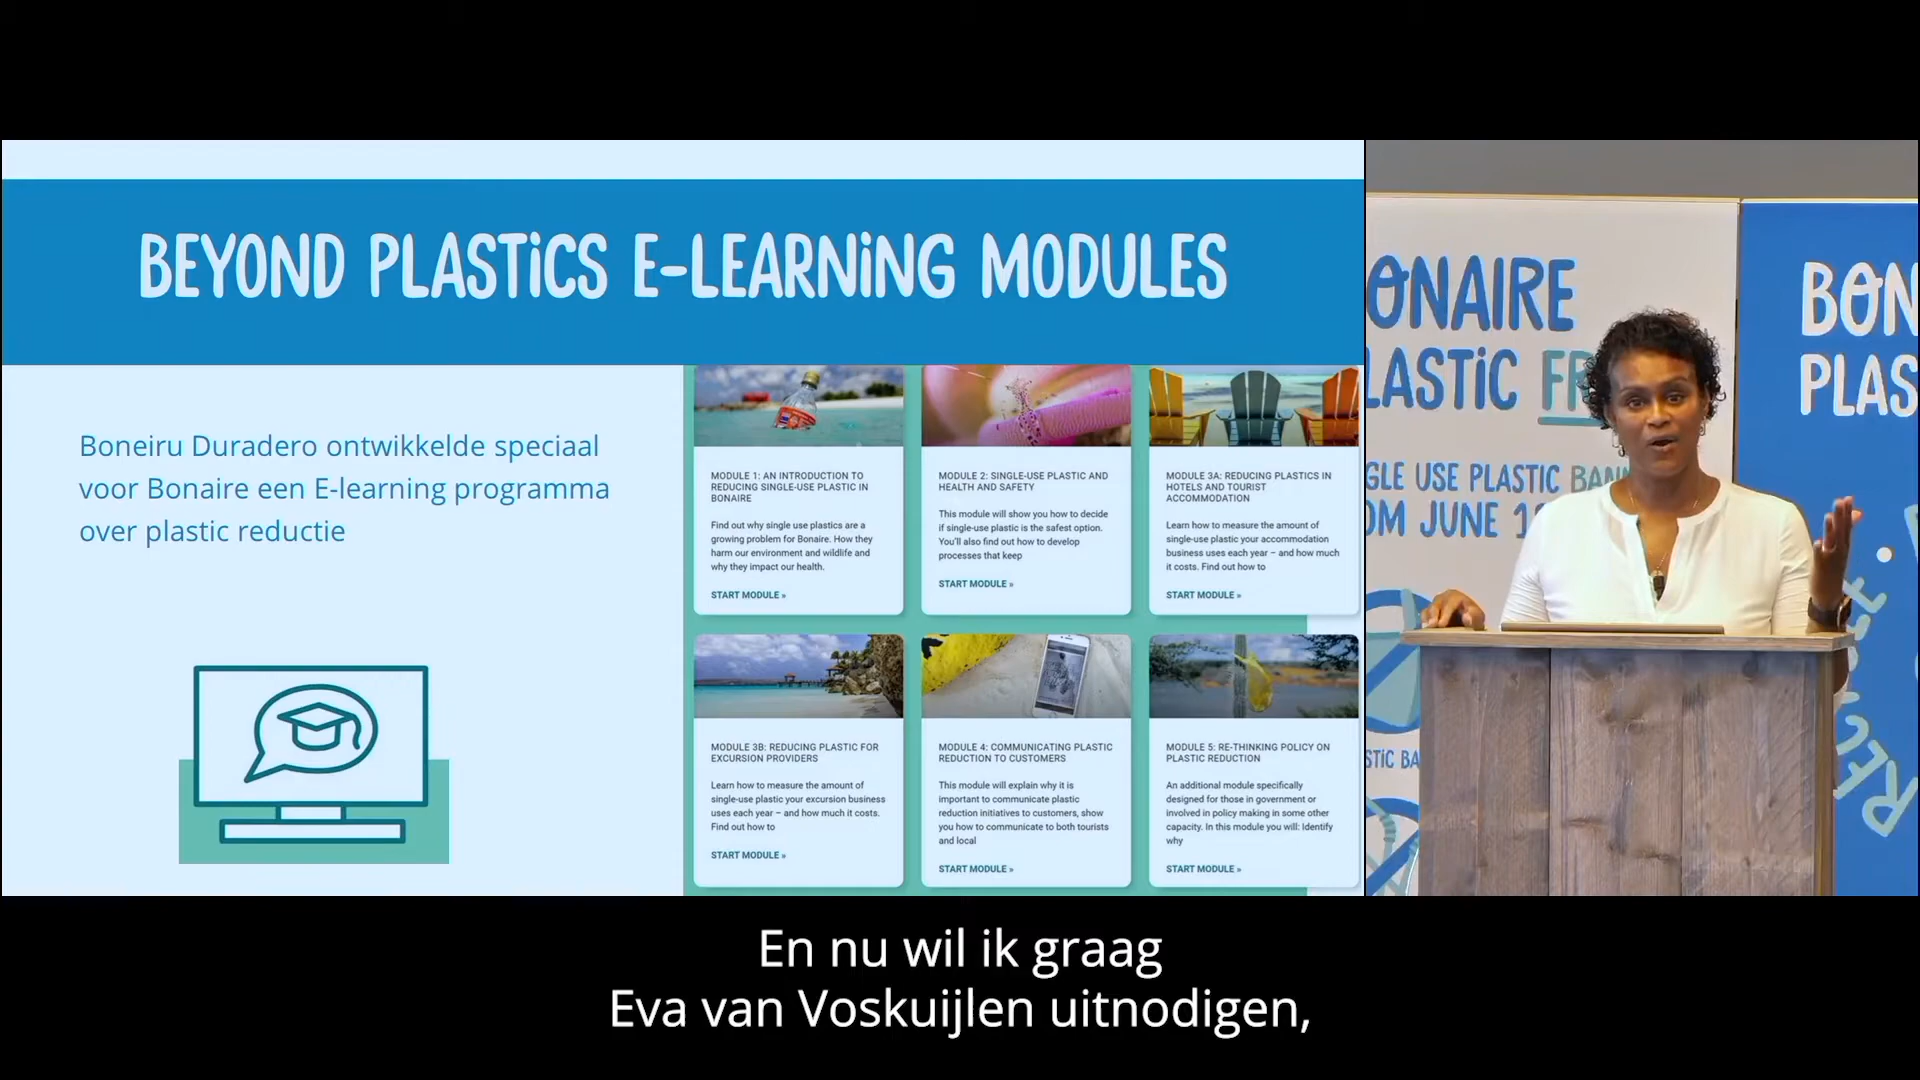 BEYOND PLASTiCS E-LEARNiNG MODULES
Boneiru Duradero ontwikkelde speciaal
voor Bonaire een E-learning programma
over plastic reductie
MODULE 1: AN INTRODUCTION TO
REDUCING SINGLE-USE PLASTIC IN
BONAIRE
Find out why single use plastics are a
growing problem for Bonaire. How they
harm our environment and wildlife and
why they impact our health.
START MODULE »
MODULE 2: SINGLE-USE PLASTIC AND
HEALTH AND SAFETY
This module will show you how to decide
if single-use plastic is the safest option.
You'll also find out how to develop
processes that keep
START MODULE »
MODULE 3A: REDUCING PLASTICS IN
HOTELS AND TOURIST
ACCOMMODATION
Learn how to measure the amount of
single-use plastic your accommodation
business uses each year – and how much
it costs. Find out how to
START MODULE »
MODULE 3B: REDUCING PLASTIC FOR
EXCURSION PROVIDERS
Learn how to measure the amount of
single-use plastic your excursion business
uses each year – and how much it costs.
Find out how to
START MODULE »
MODULE 4: COMMUNICATING PLASTIC
REDUCTION TO CUSTOMERS
This module will explain why it is
important to communicate plastic
reduction initiatives to customers, show
you how to communicate to both tourists
and local
START MODULE »
MODULE 5: RE-THINKING POLICY ON
PLASTIC REDUCTION
An additional module specifically
designed for those in government or
involved in policy making in some other
capacity. In this module you will: Identify
why
START MODULE »
ONAIRE
LASTiC FR
GLE USE PLASTIC BAN
OM JUNE 1
STIC BA
BON
PLAS
En nu wil ik graag
Eva van Voskuijlen uitnodigen,